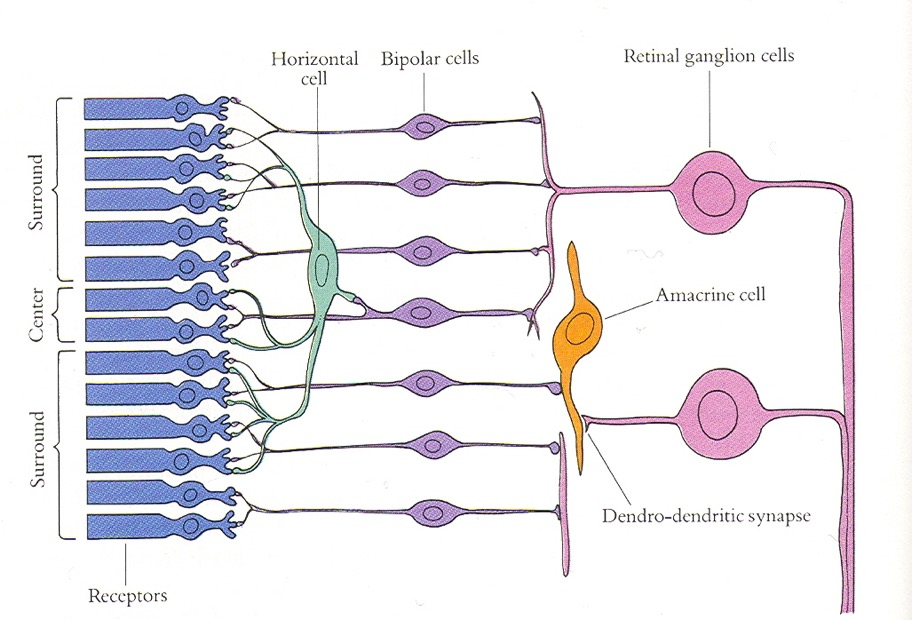 Horizontal
cell
Bipolar cells
Retinal ganglion cells
Surround
Center
Surround
Amacrine cell
Dendro-dendritic synapse
Receptors